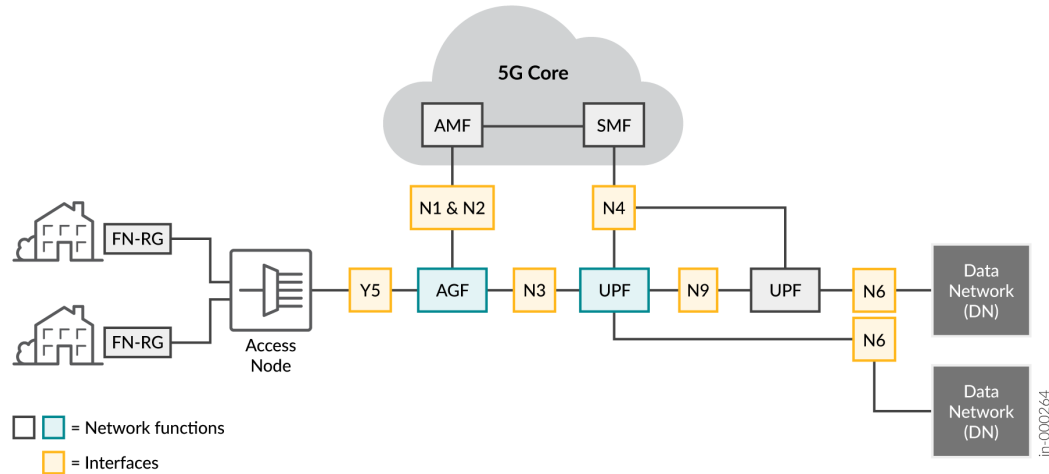 5G Core
AMF
SMF
N1 & N2
N4
FN-RG
FN-RG
Access
Node
Y5
AGF
N3
UPF
N9
UPF
N6
N6
Data
Network
(DN)
Data
Network
(DN)
= Network functions
= Interfaces
in-000264